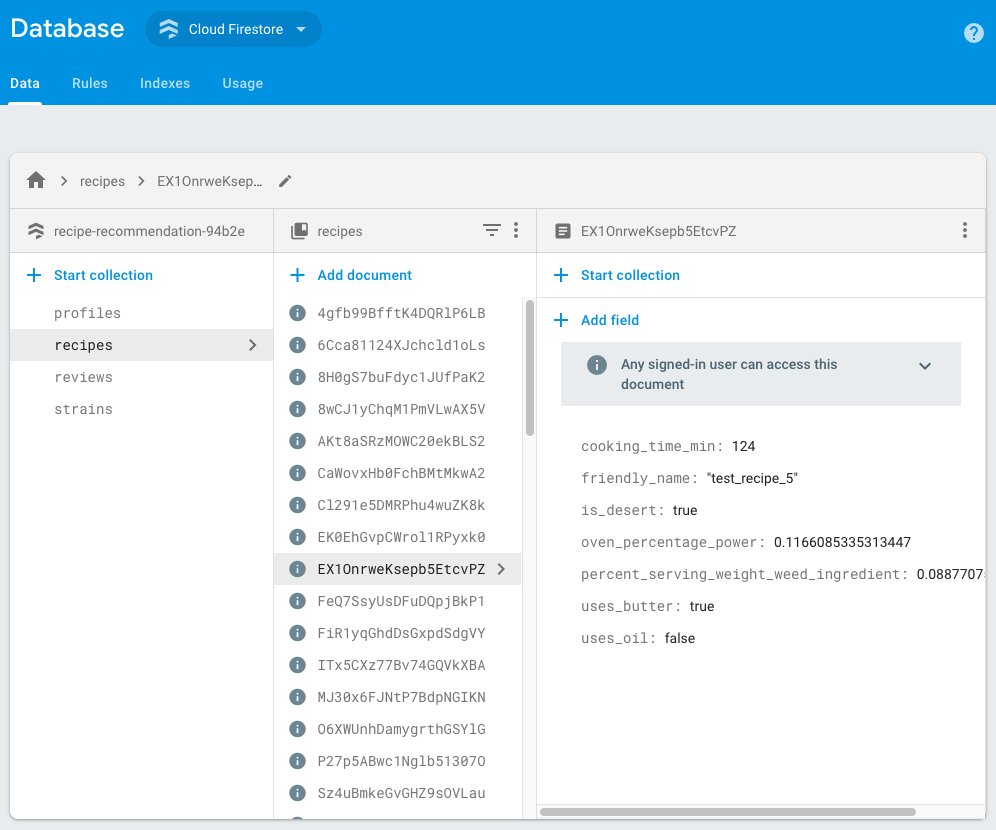 Database
Cloud Firestore
Data Rules Indexes Usage
recipes EX1OnrweKsep...
recipe-recommendation-94b2e
Start collection
profiles
recipes
reviews
strains
recipes
Add document
4gfb99BfftK4DQRlP6LB
6Cca81124XJchcld1oLs
8H0gS7buFdyc1JUfPaK2
8wCJ1yChqM1PmVLwAX5V
AKt8aSRzMOWC20ekBLS2
CaWovxHb0FchBMtMkwA2
Cl291e5DMRPhu4wuZK8k
EK0EhGvpCWrol1RPyxk0
EX1OnrweKsepb5EtcvPZ
FeQ7SsyUsDFuDQpjBkP1
FiR1yqGhdDsGxpdSdgVY
ITx5CXz77Bv74GQVkXBA
MJ30x6FJNtP7BdpNGIKN
O6XWUnhDamygrthGSYlG
P27p5ABwc1Nglb51307O
Sz4uBmkeGvGHZ9sOVLau
EX1OnrweKsepb5EtcvPZ
Start collection
Add field
Any signed-in user can access this
document
cooking_time_min: 124
friendly_name: "test_recipe_5"
is_desert: true
oven_percentage_power: 0.1166085335313447
percent_serving_weight_weed_ingredient: 0.0887707
uses_butter: true
uses_oil: false